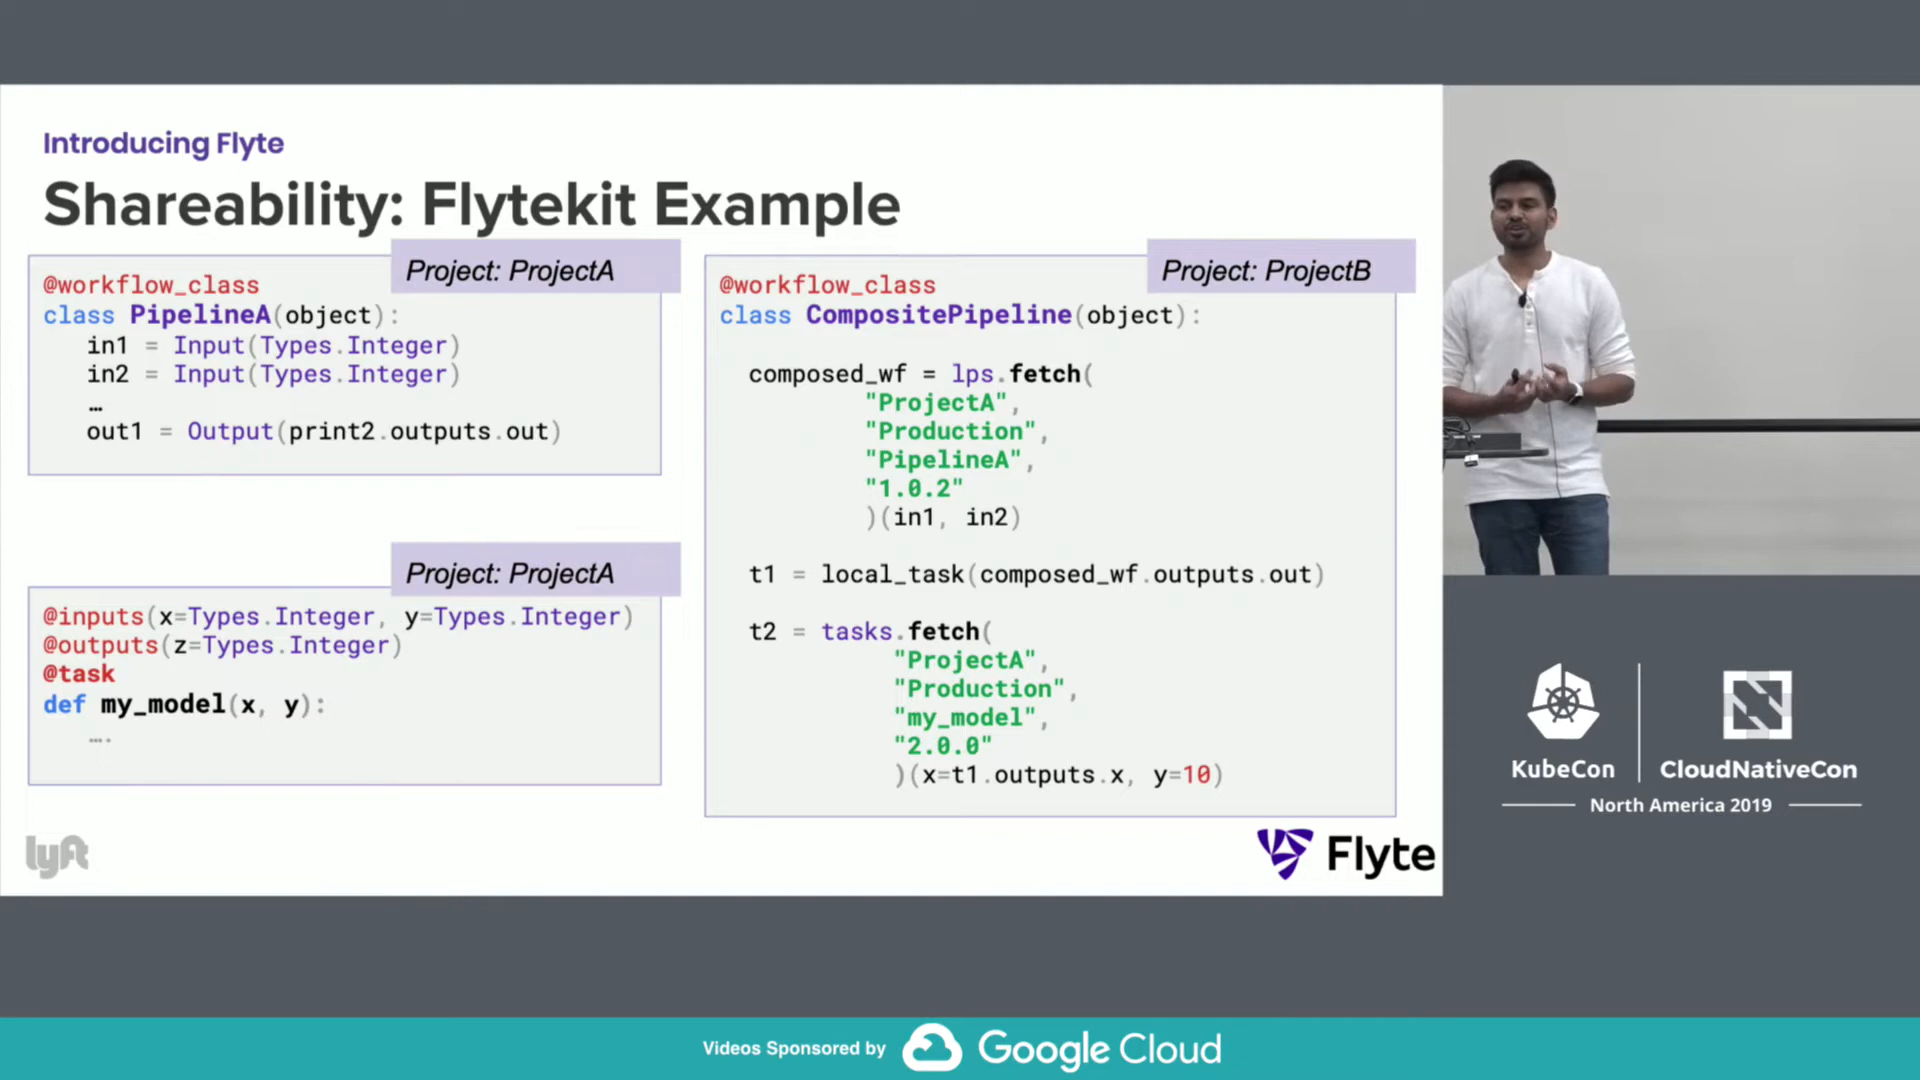 Introducing Flyte
Shareability: Flytekit Example
Project: ProjectA
@workflow_class
class PipelineA(object):
in1 = Input(Types.Integer)
in2 = Input(Types.Integer)
…
out1 = Output(print2.outputs.out)
Project: ProjectA
@inputs(x=Types.Integer, y=Types.Integer)
@outputs(z=Types.Integer)
@task
def my_model(x, y):
….
Project: ProjectB
@workflow_class
class CompositePipeline(object):
composed_wf = lps.fetch(
"ProjectA",
"Production",
"PipelineA",
"1.0.2"
)(in1, in2)
t1 = local_task(composed_wf.outputs.out)
t2 = tasks.fetch(
"ProjectA",
"Production",
"my_model",
"2.0.0"
)(x=t1.outputs.x, y=10)
lyft
Flyte
KubeCon
CloudNativeCon
North America 2019
Videos Sponsored by
Google Cloud